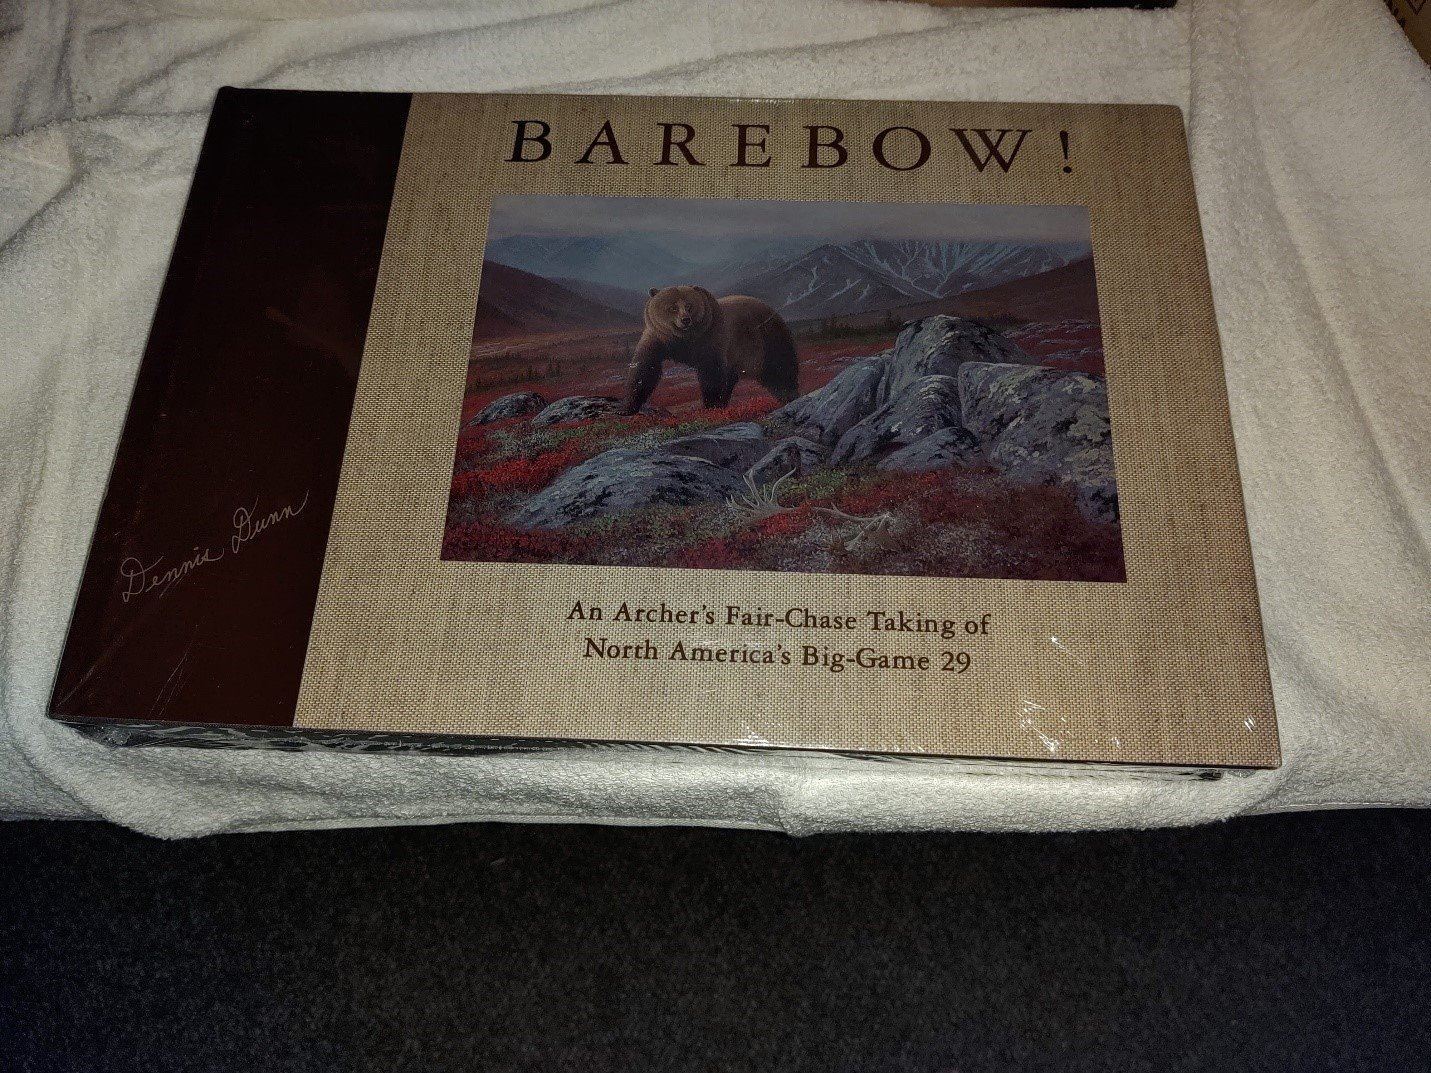 BAREBOW!
Dennis Dunn
An Archer's Fair-Chase Taking of
North America's Big-Game 29